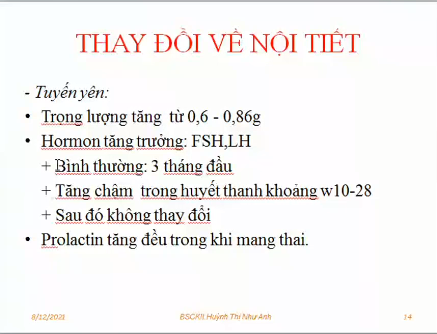 THAY ĐỒI VỀ NỘI TIẾT
- Tuyến yên:
• Trọng lượng tăng từ 0,6 - 0,86g
• Hormon tăng trưởng: FSH,LH
+ Bình thường: 3 tháng đầu
+ Tăng chậm trong huyết thanh khoảng w10-28
+ Sau đó không thay đổi
• Prolactin tăng đều trong khi mang thai.
8/12/2021 BSCKII.Huỳnh Thị Như Anh 14